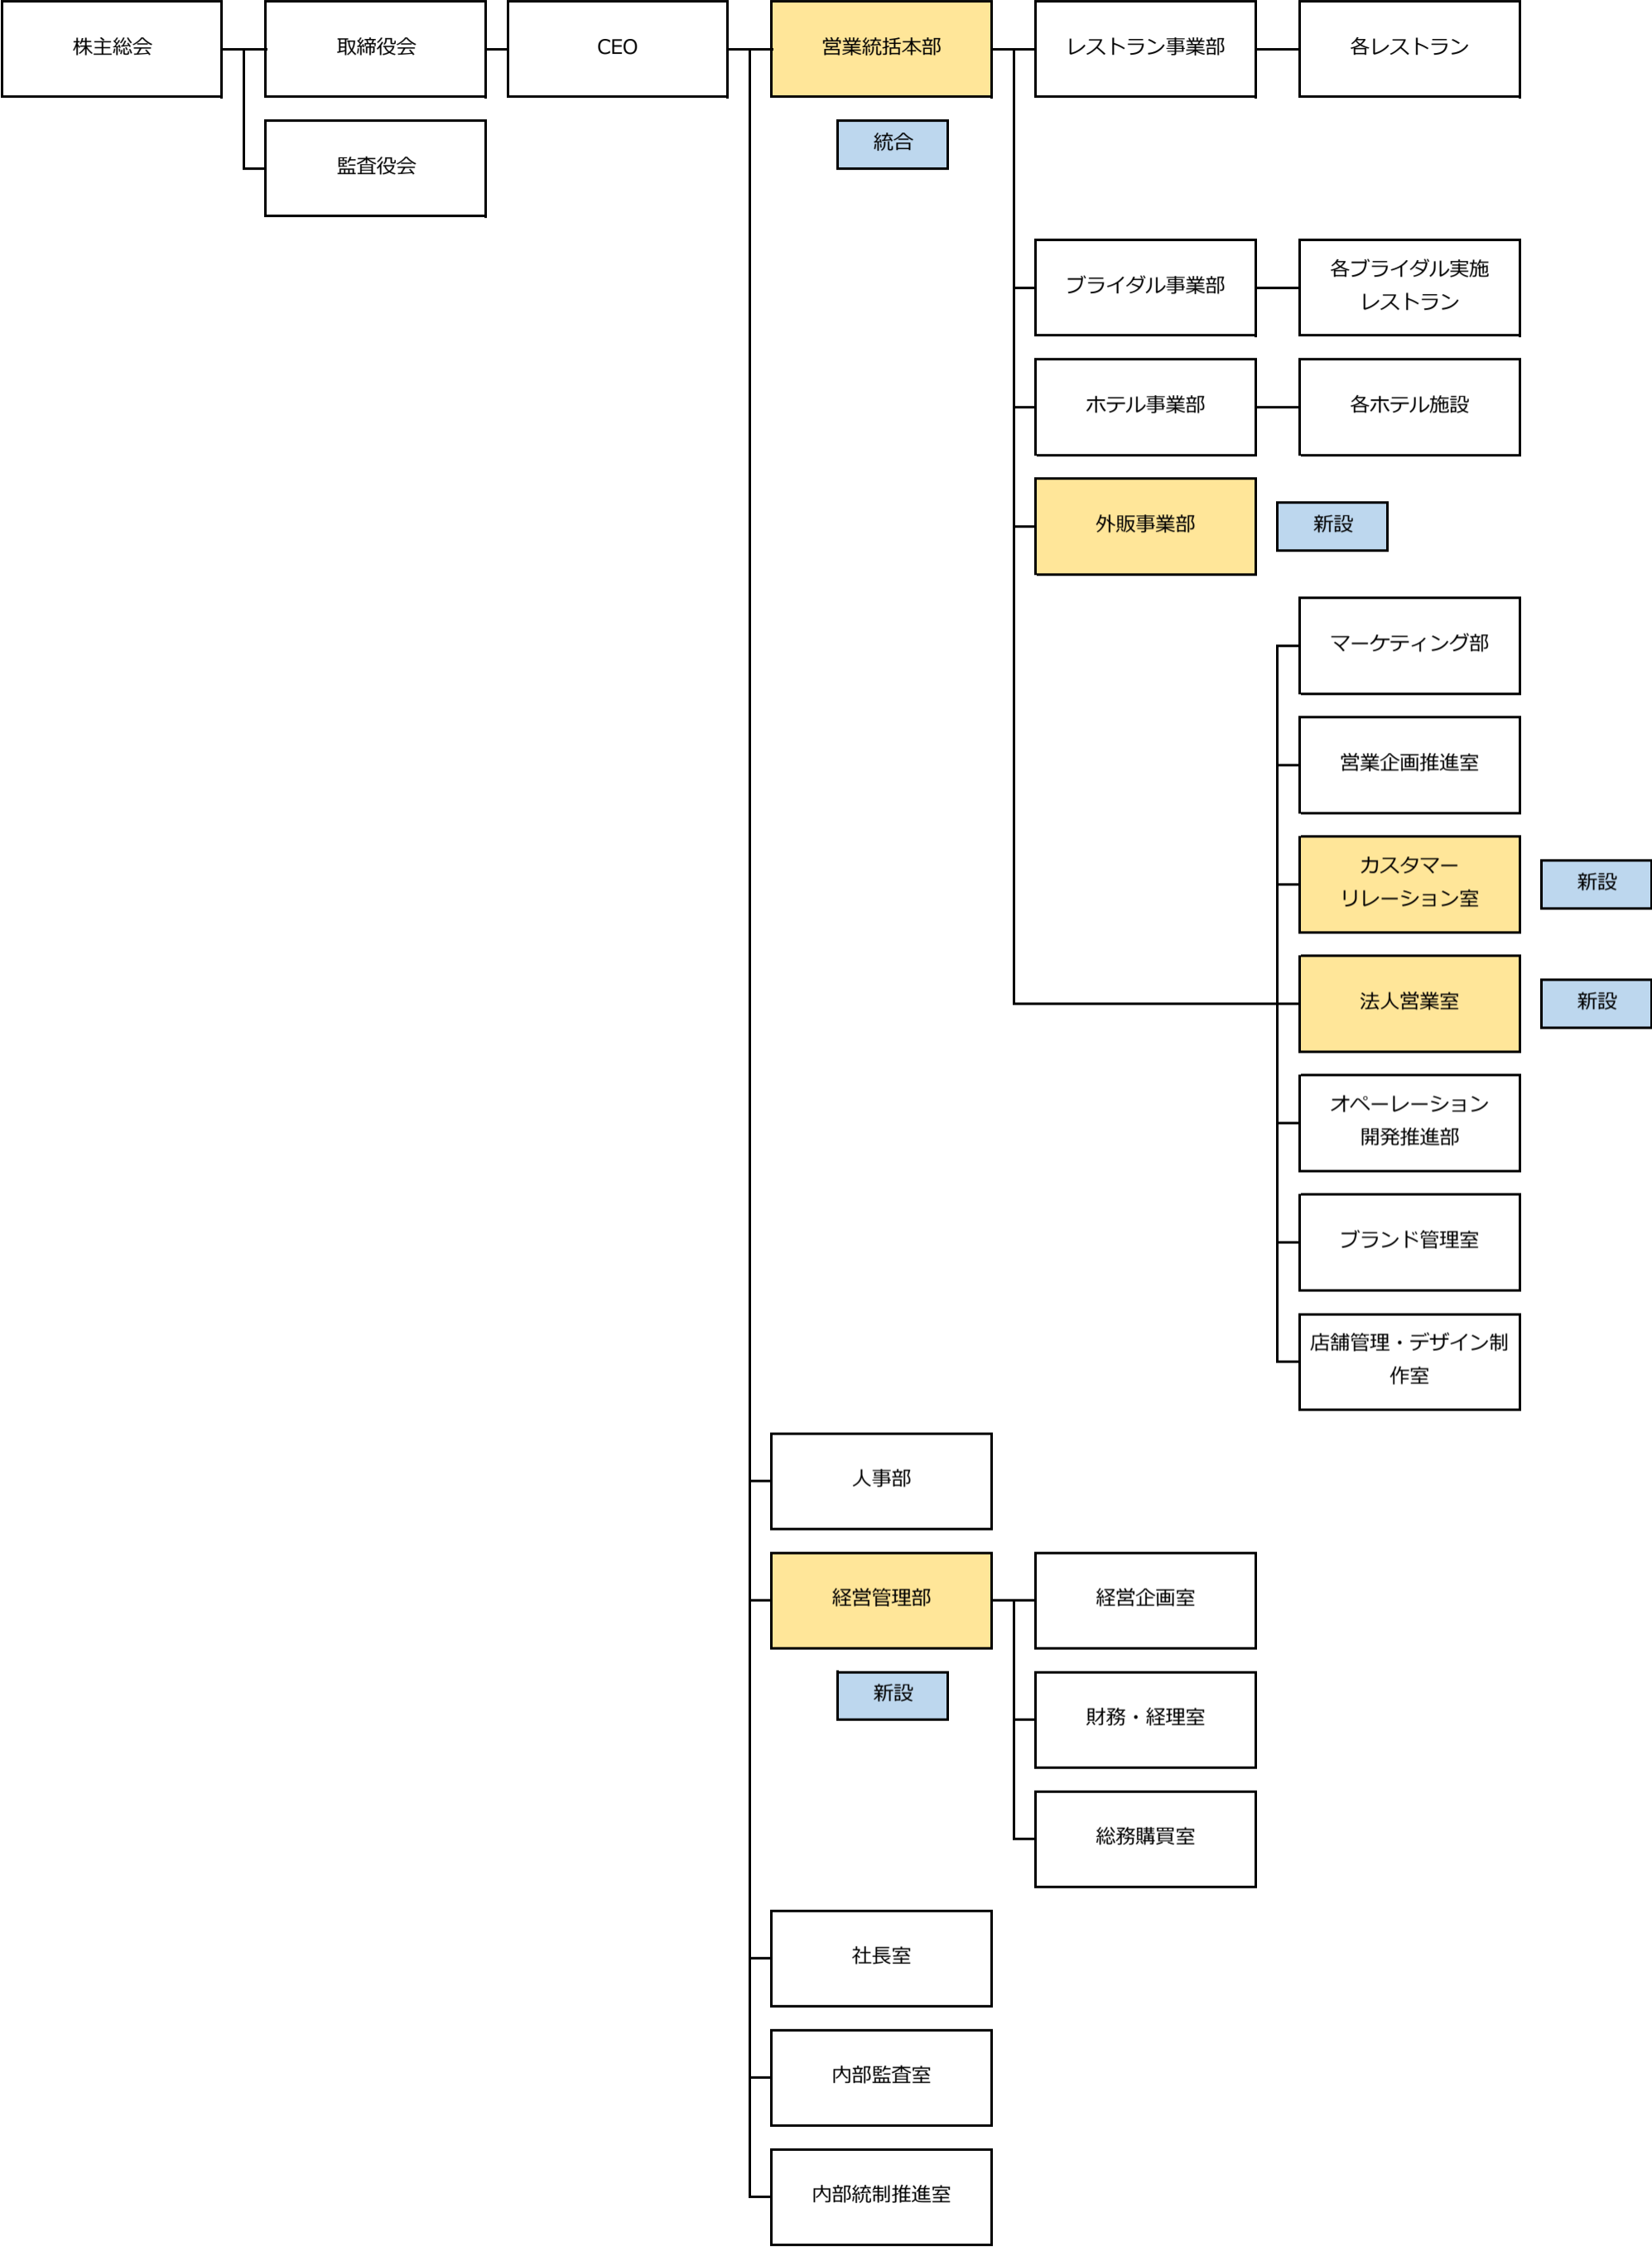 株主総会
取締役会
CEO
営業統括本部
レストラン事業部
各レストラン
統合
監査役会
ブライダル事業部
各ブライダル実施
レストラン
ホテル事業部
各ホテル施設
外販事業部
新設
マーケティング部
営業企画推進室
カスタマー
リレーション室
新設
法人営業室
新設
オペーレーション
開発推進部
ブランド管理室
店舗管理・デザイン制
作室
人事部
経営管理部
経営企画室
新設
財務・経理室
総務購買室
社長室
内部監査室
内部統制推進室